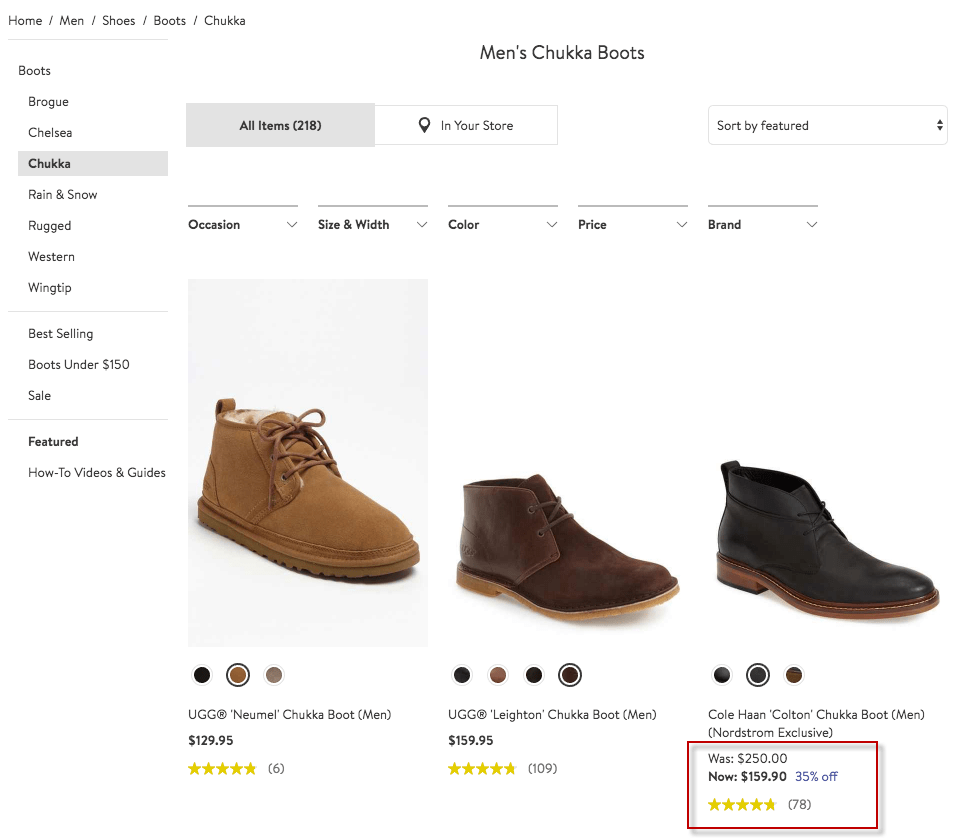 Home / Men / Shoes / Boots / Chukka
Boots
Brogue
Chelsea
Chukka
Rain & Snow
Rugged
Western
Wingtip
Best Selling
Boots Under $150
Sale
Featured
How-To Videos & Guides
Men's Chukka Boots
All Items (218)
In Your Store
Sort by featured
Occasion
Size & Width
Color
Price
Brand
UGG® 'Neumel' Chukka Boot (Men)
$129.95
(6)
UGG® 'Leighton' Chukka Boot (Men)
$159.95
(109)
Cole Haan 'Colton' Chukka Boot (Men)
(Nordstrom Exclusive)
Was: $250.00
Now: $159.90 35% off
(78)